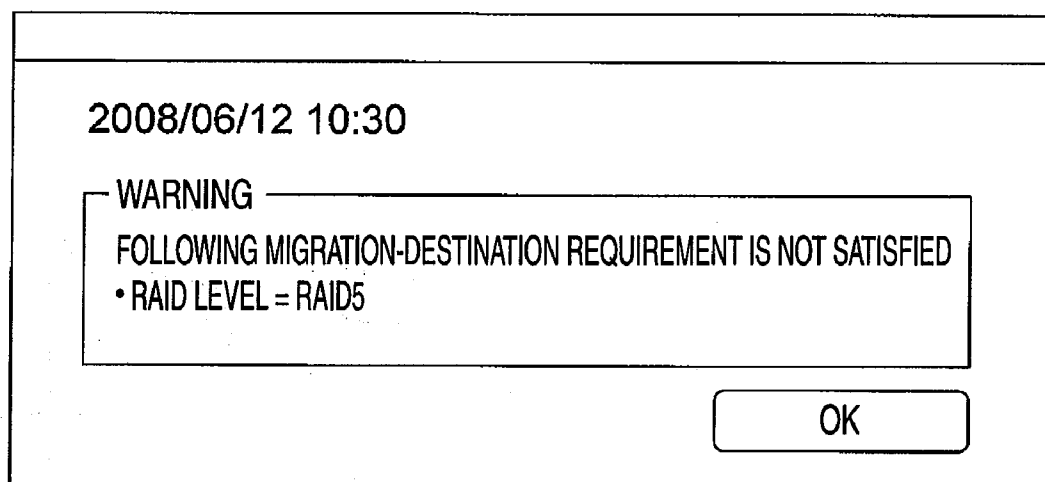 2008/06/12 10:30
WARNING
FOLLOWING MIGRATION-DESTINATION REQUIREMENT IS NOT SATISFIED
• RAID LEVEL = RAID5
OK